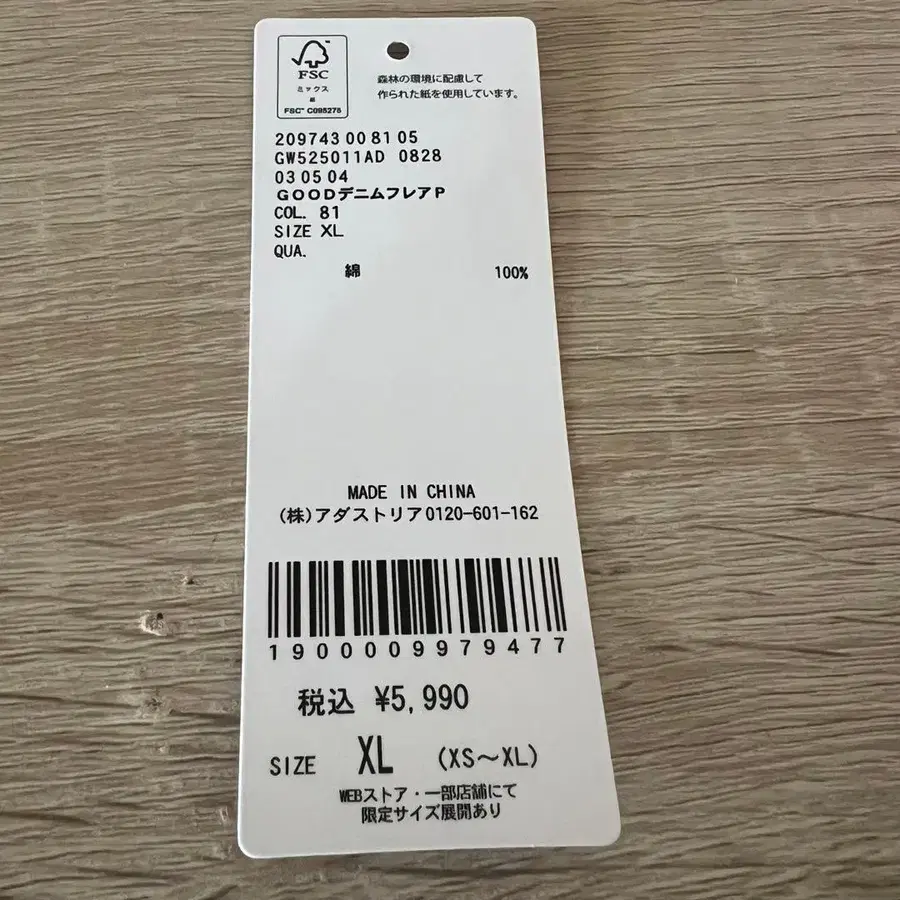 FSC
ミックス
紙
FSC™ C095275
森林の環境に配慮して
作られた紙を使用しています。
209743 00 81 05
GW525011AD 0828
03 05 04
GOODデニムフレアP
COL. 81
SIZE XL
QUA.
綿 100%
MADE IN CHINA
(株)アダストリア0120-601-162
1900009979477
税込 ¥5,990
SIZE XL (XS～XL)
WEBストア・一部店舗にて
限定サイズ展開あり